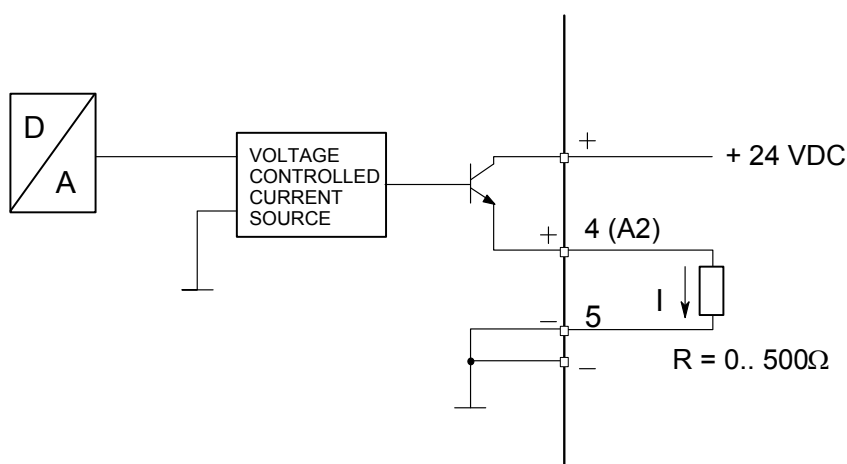 D
A
VOLTAGE
CONTROLLED
CURRENT
SOURCE
+
+ 24 VDC
+
4 (A2)
I
−
5
−
R = 0.. 500Ω